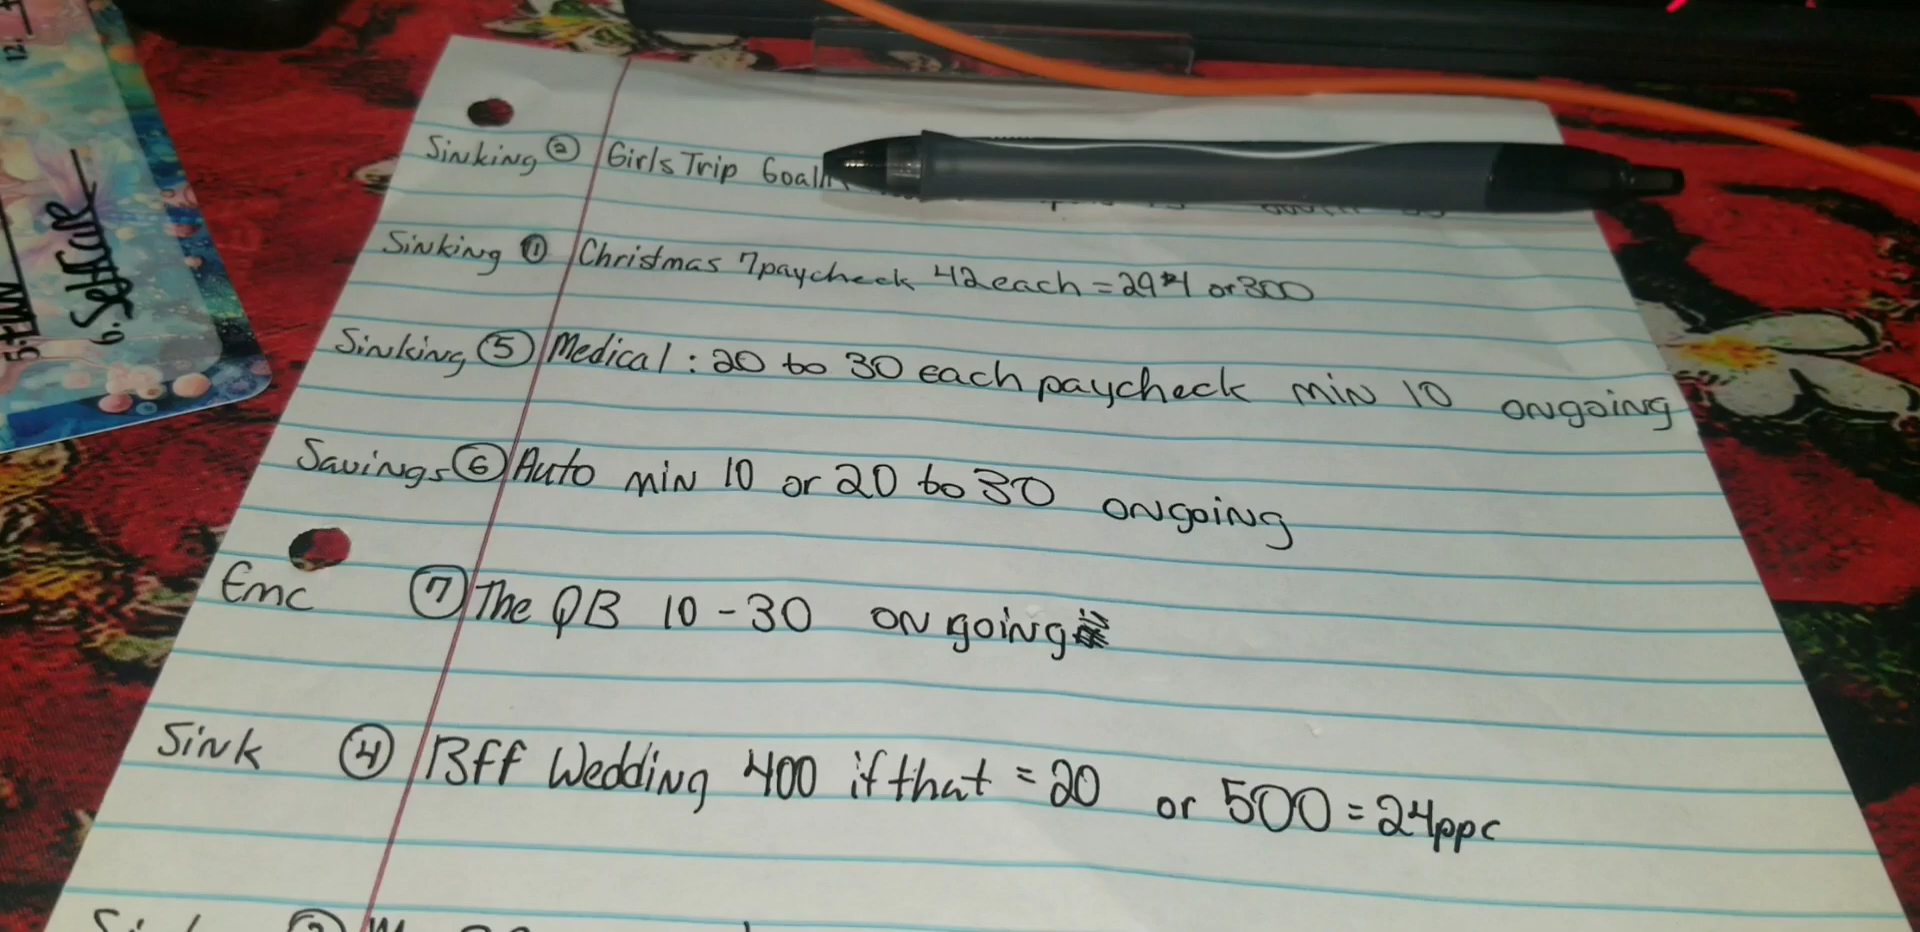 Sinking ② Girls Trip Goal
Sinking ① Christmas 7paycheck 42each = 294 or 300
Sinking ⑤ Medical : 20 to 30 each paycheck min 10 ongoing
Savings ⑥ Auto min 10 or 20 to 30 ongoing
Emc ⑦ The QB 10 - 30 ongoing
Sink ④ Bff Wedding 400 if that = 20 or 500 = 24ppc
6. Selfcare